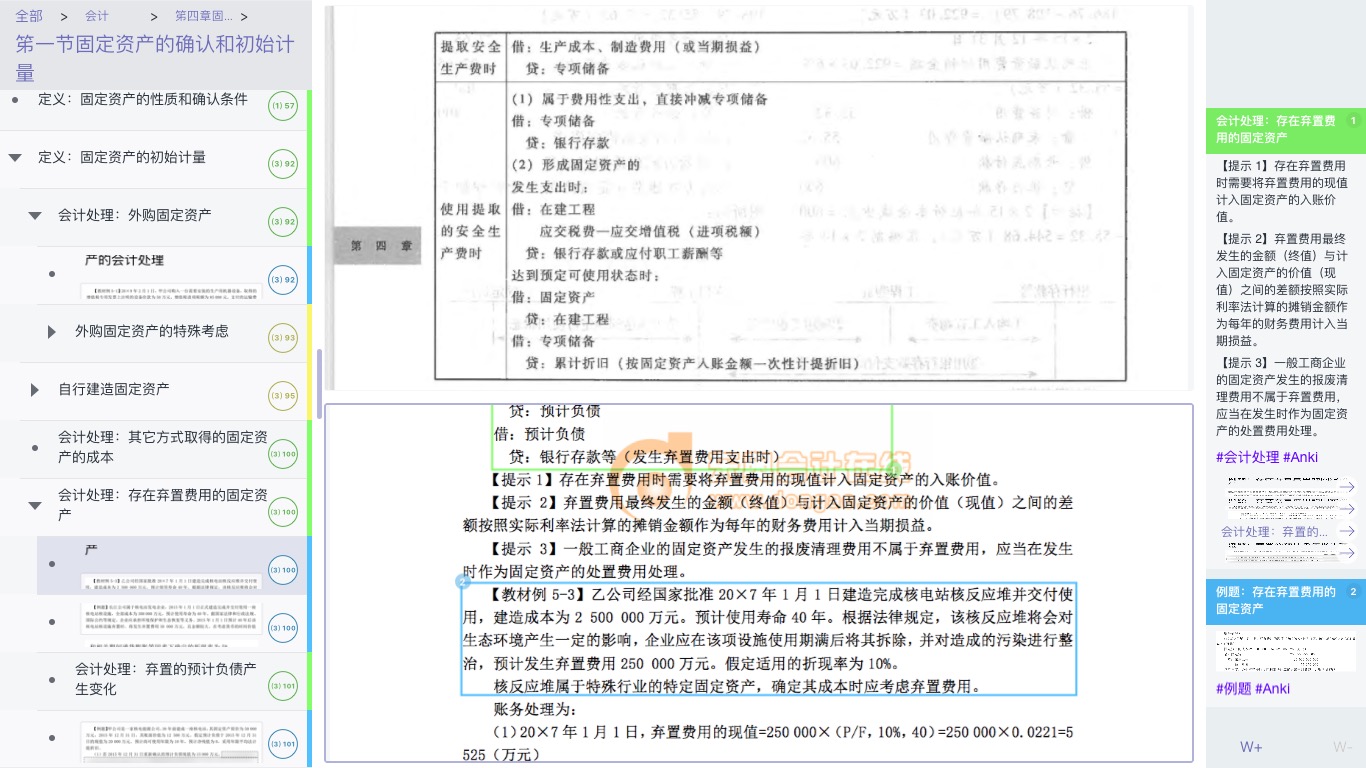 全部 > 会计 > 第四章固... >
第一节固定资产的确认和初始计
量
定义：固定资产的性质和确认条件
(1) 57
定义：固定资产的初始计量
(3) 92
会计处理：外购固定资产
(3) 92
产的会计处理
(3) 92
外购固定资产的特殊考虑
(3) 93
自行建造固定资产
(3) 95
会计处理：其它方式取得的固定资
产的成本
(3) 100
会计处理：存在弃置费用的固定资
产
(3) 100
产
(3) 100
(3) 100
会计处理：弃置的预计负债产
生变化
(3) 101
(3) 101
提取安全
生产费时
借：生产成本、制造费用（或当期损益）
贷：专项储备
第 四 章
使用提取
的安全生
产费时
（1）属于费用性支出，直接冲减专项储备
借：专项储备
贷：银行存款
（2）形成固定资产的
发生支出时：
借：在建工程
应交税费—应交增值税（进项税额）
贷：银行存款或应付职工薪酬等
达到预定可使用状态时：
借：固定资产
贷：在建工程
借：专项储备
贷：累计折旧（按固定资产入账金额一次性计提折旧）
贷：预计负债
借：预计负债
贷：银行存款等（发生弃置费用支出时）
【提示 1】存在弃置费用时需要将弃置费用的现值计入固定资产的入账价值。
【提示 2】弃置费用最终发生的金额（终值）与计入固定资产的价值（现值）之间的差
额按照实际利率法计算的摊销金额作为每年的财务费用计入当期损益。
【提示 3】一般工商企业的固定资产发生的报废清理费用不属于弃置费用，应当在发生
时作为固定资产的处置费用处理。
2
【教材例 5-3】乙公司经国家批准 20×7 年 1 月 1 日建造完成核电站核反应堆并交付使
用，建造成本为 2 500 000 万元。预计使用寿命 40 年。根据法律规定，该核反应堆将会对
生态环境产生一定的影响，企业应在该项设施使用期满后将其拆除，并对造成的污染进行整
治，预计发生弃置费用 250 000 万元。假定适用的折现率为 10%。
核反应堆属于特殊行业的特定固定资产，确定其成本时应考虑弃置费用。
账务处理为：
（1）20×7 年 1 月 1 日，弃置费用的现值=250 000×（P/F，10%，40）=250 000×0.0221=5
525（万元）
会计处理：存在弃置费
用的固定资产
1
【提示 1】存在弃置费用
时需要将弃置费用的现值
计入固定资产的入账价
值。
【提示 2】弃置费用最终
发生的金额（终值）与计
入固定资产的价值（现
值）之间的差额按照实际
利率法计算的摊销金额作
为每年的财务费用计入当
期损益。
【提示 3】一般工商企业
的固定资产发生的报废清
理费用不属于弃置费用，
应当在发生时作为固定资
产的处置费用处理。
#会计处理 #Anki
会计处理：弃置的...
例题：存在弃置费用的
固定资产
2
#例题 #Anki
W+
W-